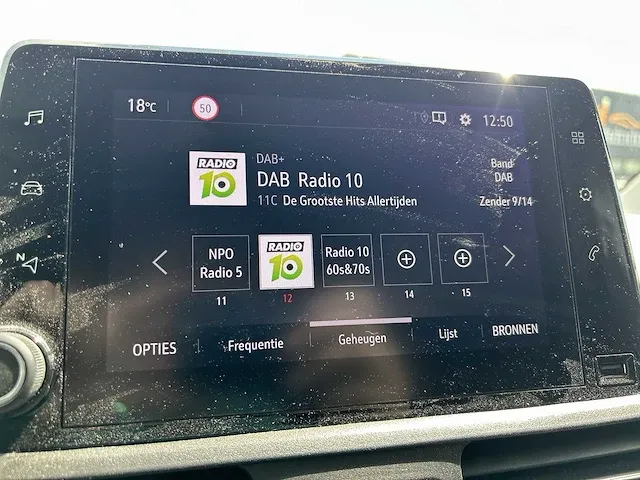 18°C
50
12:50
RADIO
10
DAB+
DAB Radio 10
11C De Grootste Hits Allertijden
Band
DAB
Zender 9/14
N
NPO
Radio 5
RADIO
10
Radio 10
60s&70s
11
12
13
14
15
OPTIES
Frequentie
Geheugen
Lijst
BRONNEN